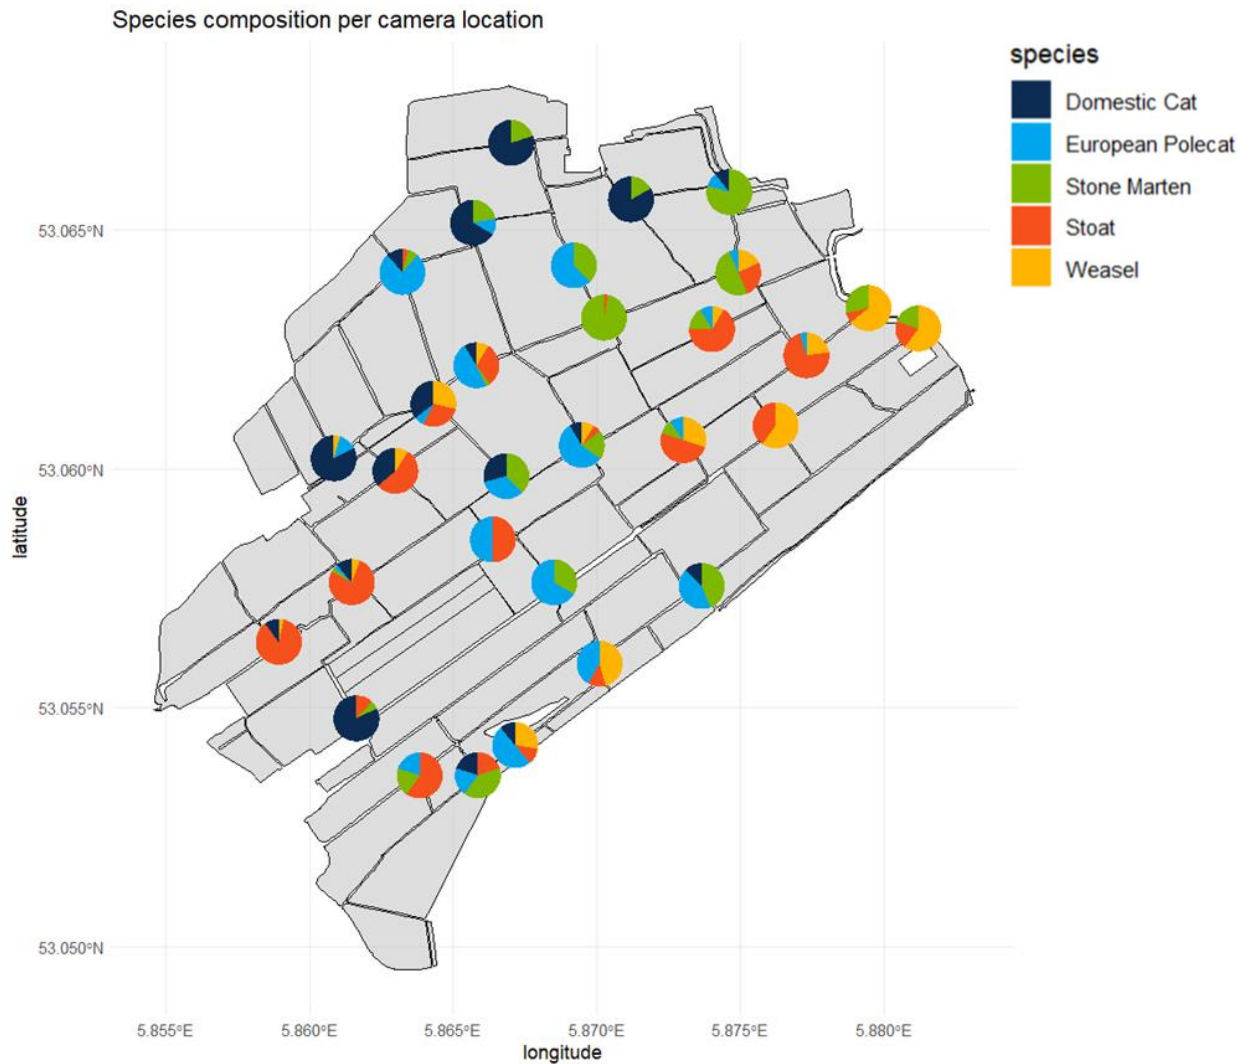 Species composition per camera location
species
Domestic Cat
European Polecat
Stone Marten
Stoat
Weasel
53.065°N
53.060°N
53.055°N
53.050°N
latitude
5.855°E 5.860°E 5.865°E 5.870°E 5.875°E 5.880°E
longitude